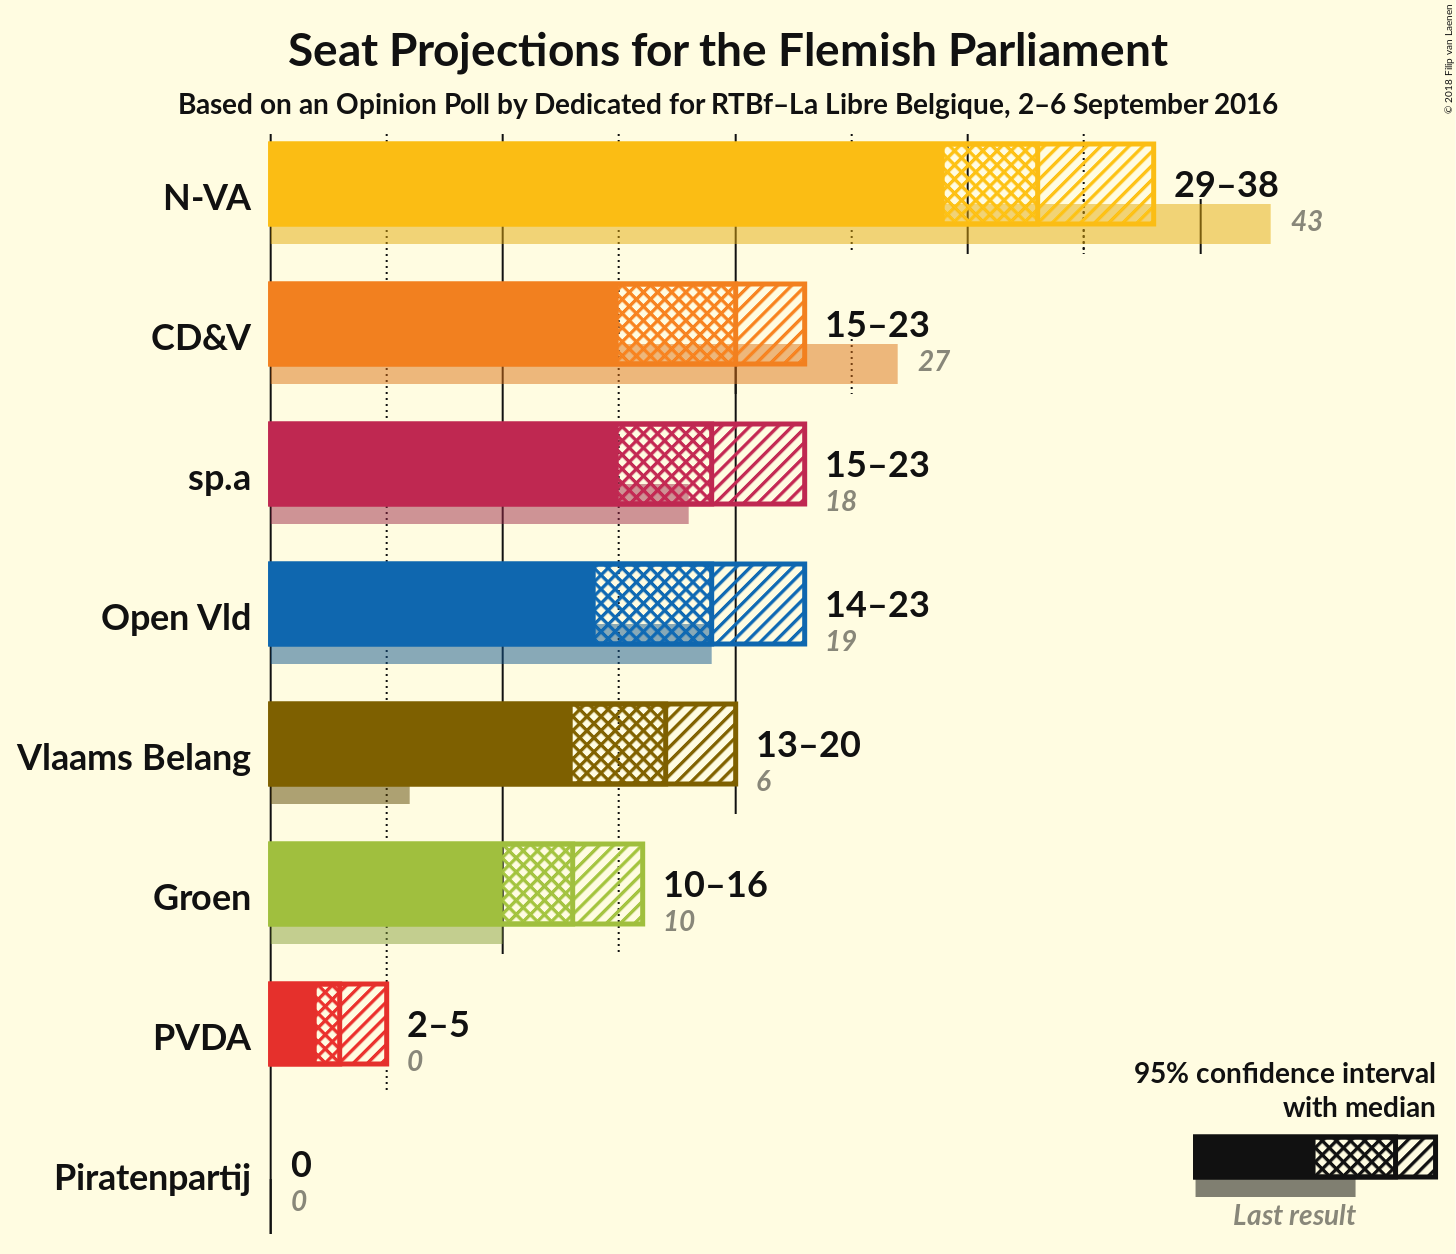 Seat Projections for the Flemish Parliament
Based on an Opinion Poll by Dedicated for RTBf–La Libre Belgique, 2–6 September 2016
© 2018 Filip van Laenen
N-VA
29–38
43
CD&V
15–23
27
sp.a
15–23
18
Open Vld
14–23
19
Vlaams Belang
13–20
6
Groen
10–16
10
PVDA
2–5
0
Piratenpartij
0
0
95% confidence interval
with median
Last result